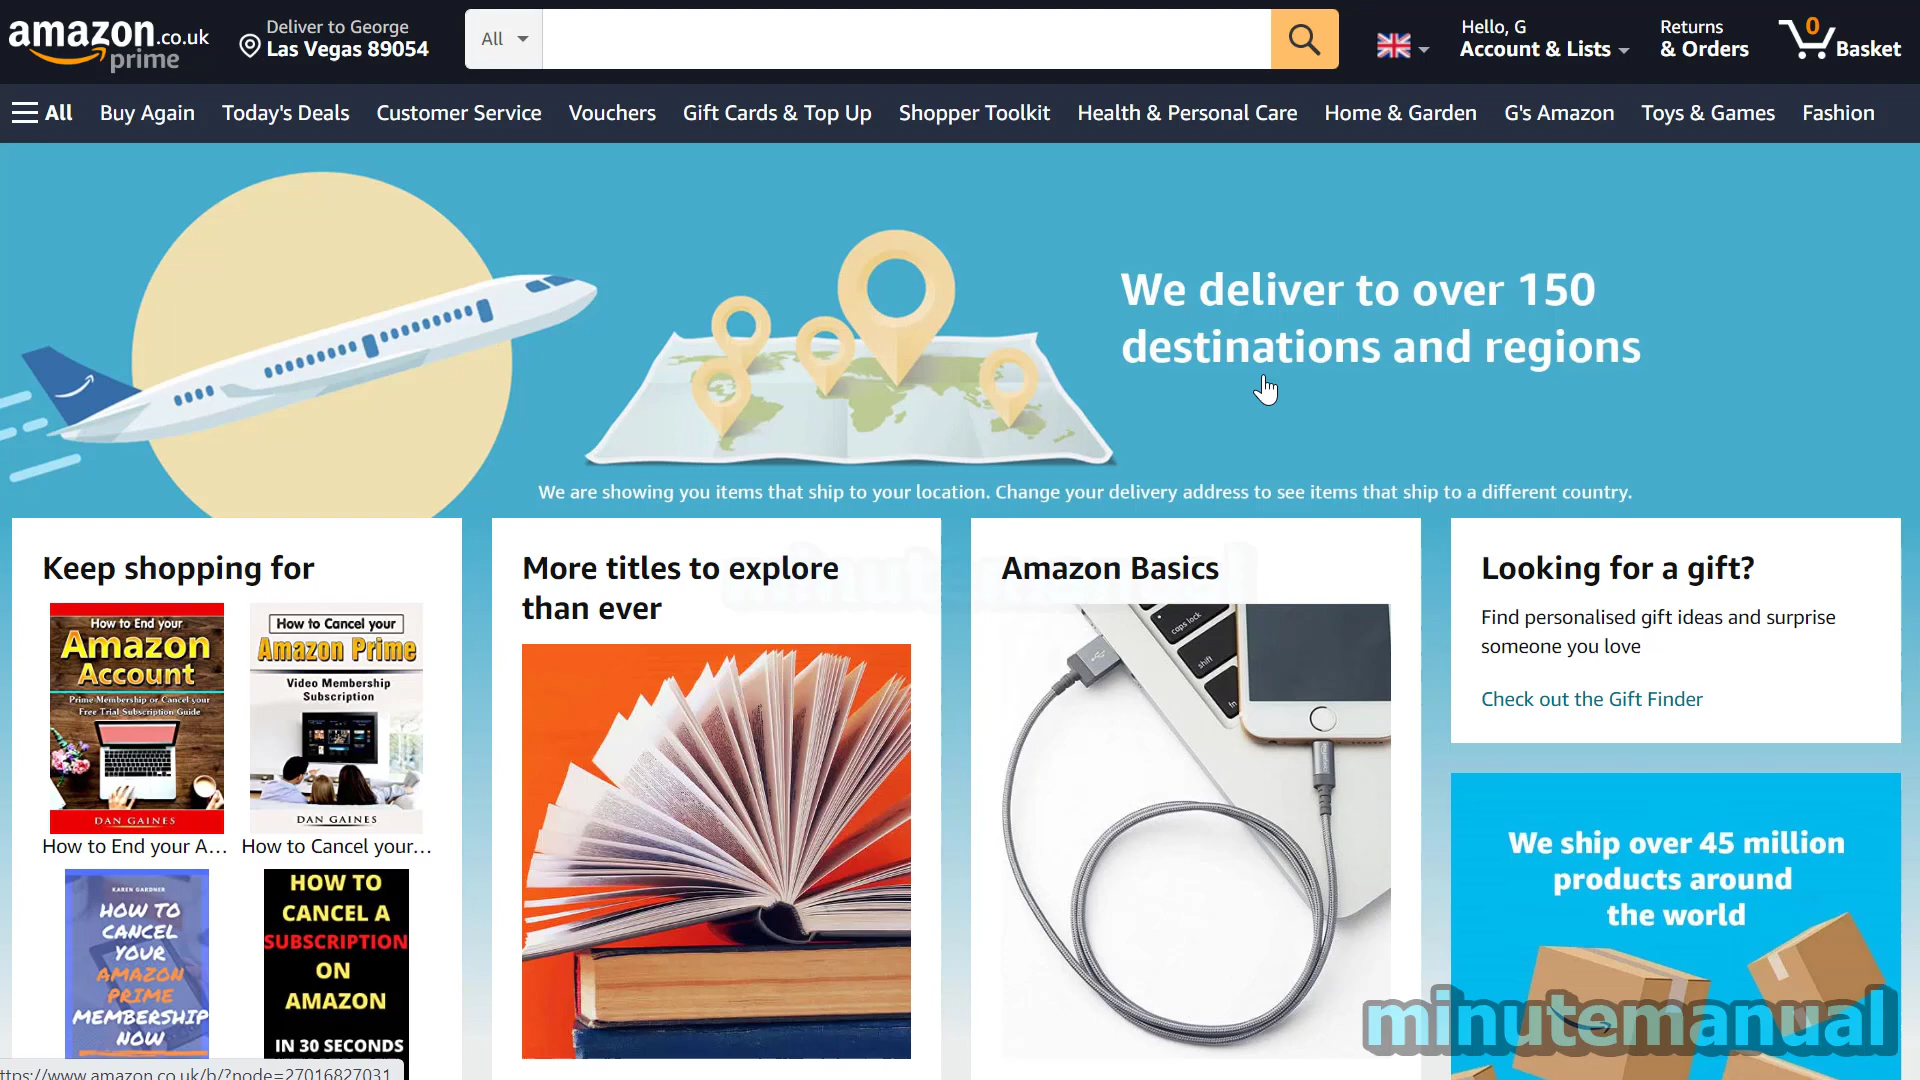 amazon.co.uk
prime
Deliver to George
Las Vegas 89054
All
Hello, G
Account & Lists
Returns
& Orders
0
Basket
All
Buy Again
Today's Deals
Customer Service
Vouchers
Gift Cards & Top Up
Shopper Toolkit
Health & Personal Care
Home & Garden
G's Amazon
Toys & Games
Fashion
We deliver to over 150
destinations and regions
We are showing you items that ship to your location. Change your delivery address to see items that ship to a different country.
Keep shopping for
How to End your
Amazon
Account
Prime Membership or Cancel your
Free Trial Subscription Guide
DAN GAINES
How to End your A...
How to Cancel your
Amazon Prime
Video Membership
Subscription
DAN GAINES
How to Cancel your...
KAREN GARDNER
HOW TO
CANCEL
YOUR
AMAZON
PRIME
MEMBERSHIP
NOW
HOW TO
CANCEL A
SUBSCRIPTION
ON
AMAZON
IN 30 SECONDS
More titles to explore
than ever
Amazon Basics
caps lock
shift
fn
Looking for a gift?
Find personalised gift ideas and surprise
someone you love
Check out the Gift Finder
We ship over 45 million
products around
the world
minutemanual
ttps://www.amazon.co.uk/b/?node=27016827031